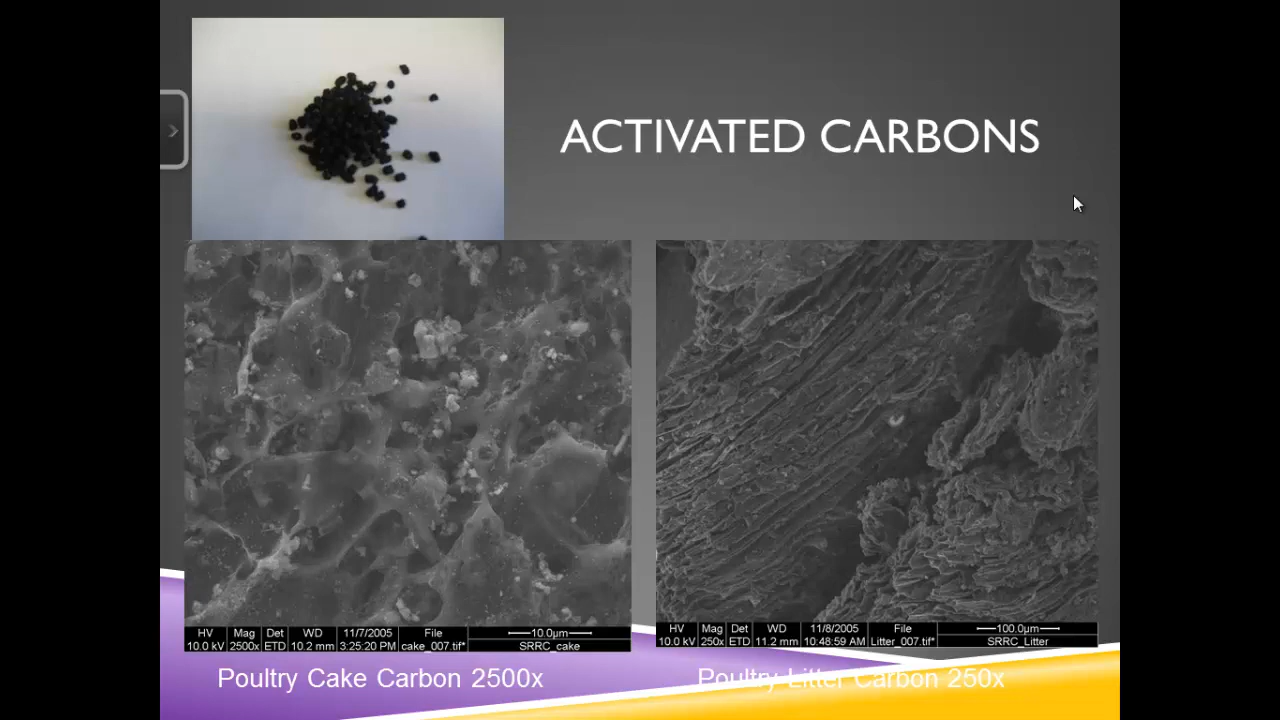 ACTIVATED CARBONS
HV Mag Det WD 11/7/2005 File 10.0µm
10.0 kV 2500x ETD 10.2 mm 3:25:20 PM cake_007.tif* SRRC_cake
HV Mag Det WD 11/8/2005 File 100.0µm
10.0 kV 250x ETD 11.2 mm 10:48:59 AM Litter_007.tif* SRRC_Litter
Poultry Cake Carbon 2500x
Poultry Litter Carbon 250x